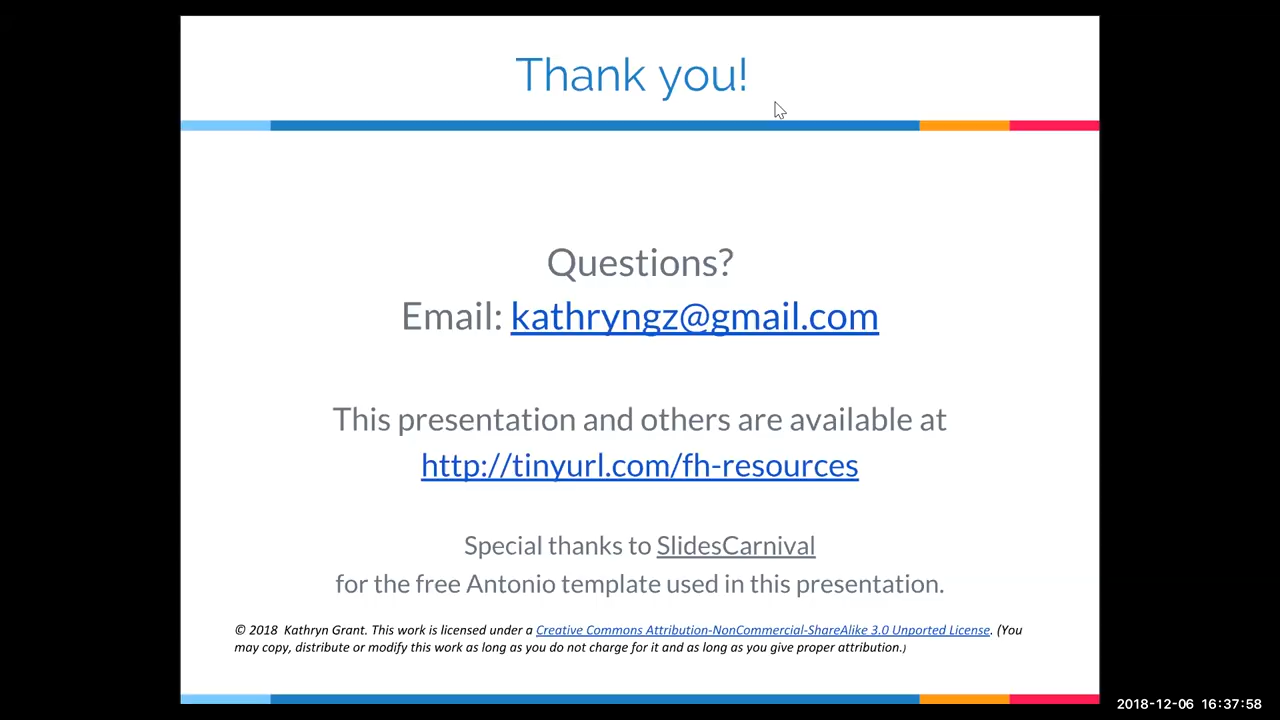 Thank you!
Questions?
Email: kathryngz@gmail.com
This presentation and others are available at
http://tinyurl.com/fh-resources
Special thanks to SlidesCarnival
for the free Antonio template used in this presentation.
© 2018  Kathryn Grant. This work is licensed under a Creative Commons Attribution-NonCommercial-ShareAlike 3.0 Unported License. (You
may copy, distribute or modify this work as long as you do not charge for it and as long as you give proper attribution.)
2018-12-06  16:37:58